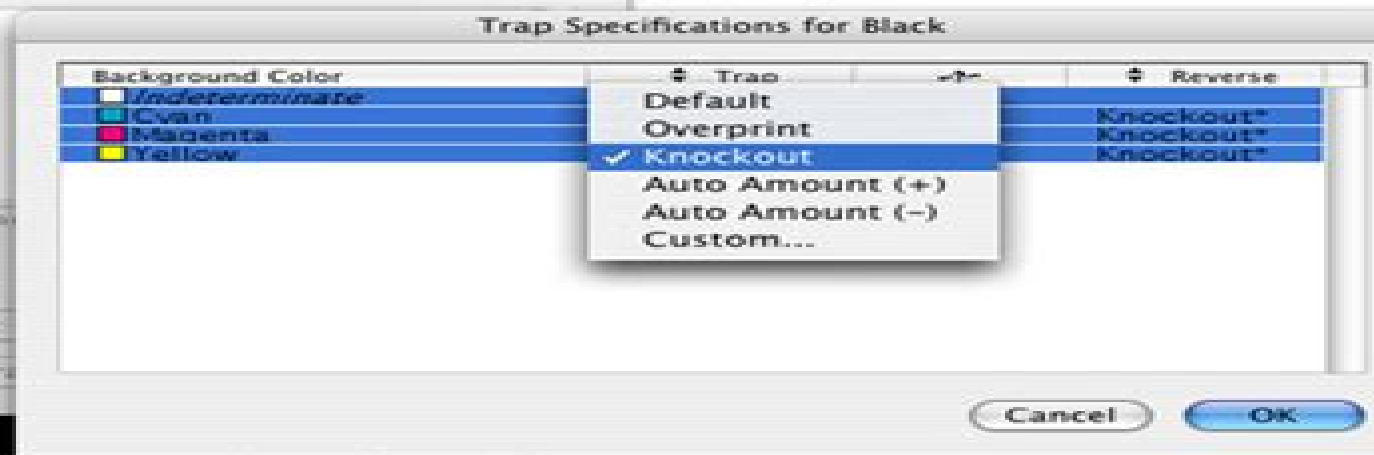 Trap Specifications for Black
Background Color Trap Reverse
Indeterminate
Cyan Knockout*
Magenta Knockout*
Yellow Knockout*
Default
Overprint
✓ Knockout
Auto Amount (+)
Auto Amount (–)
Custom...
Cancel OK